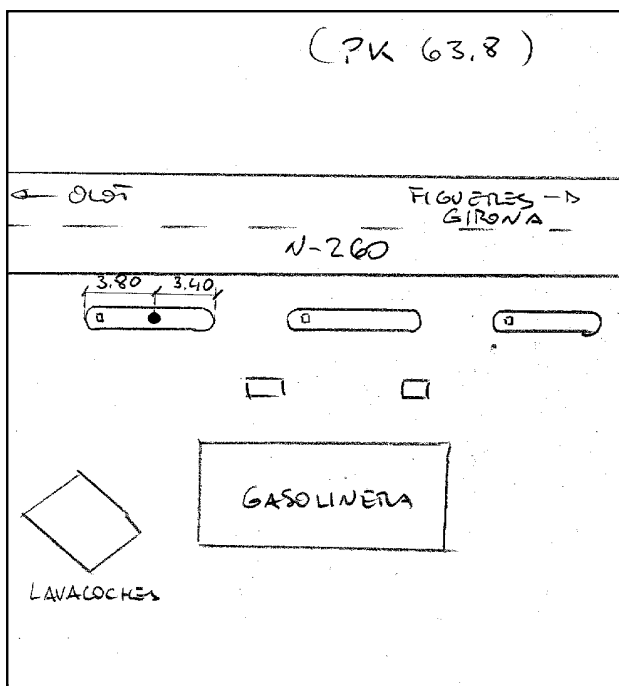 (PK 63.8)
← OLOT
FIGUERES →
GIRONA
N-260
3.80 3.40
GASOLINERA
LAVACOCHES